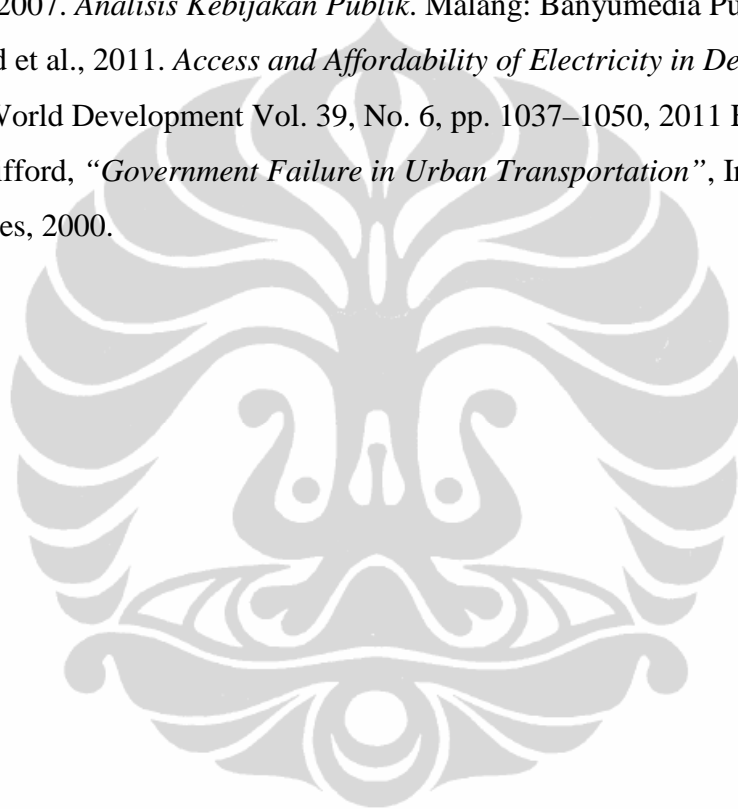 2007. Analisis Kebijakan Publik. Malang: Banyumedia Pu
d et al., 2011. Access and Affordability of Electricity in De
World Development Vol. 39, No. 6, pp. 1037–1050, 2011 
ifford, “Government Failure in Urban Transportation”, In
es, 2000.